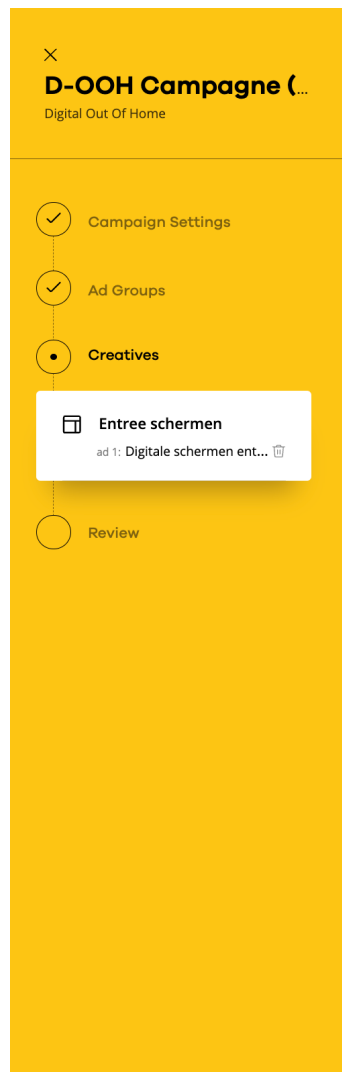 D-OOH Campagne (...
Digital Out Of Home
Campaign Settings
Ad Groups
Creatives
Entree schermen
ad 1: Digitale schermen ent...
Review